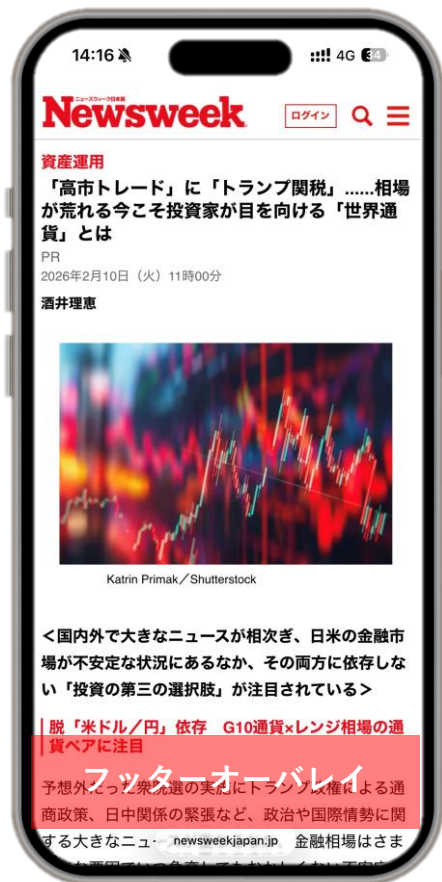 14:16
4G 34
ニューズウィーク日本版
Newsweek
ログイン
資産運用
「高市トレード」に「トランプ関税」......相場
が荒れる今こそ投資家が目を向ける「世界通
貨」とは
PR
2026年2月10日（火）11時00分
酒井理恵
Katrin Primak／Shutterstock
＜国内外で大きなニュースが相次ぎ、日米の金融市
場が不安定な状況にあるなか、その両方に依存しな
い「投資の第三の選択肢」が注目されている＞
脱「米ドル／円」依存 G10通貨×レンジ相場の通
貨ペアに注目
フッターオーバレイ
予想外だった衆院選の実施にトランプ政権による通
商政策、日中関係の緊張など、政治や国際情勢に関
する大きなニュ
newsweekjapan.jp
金融相場はさま